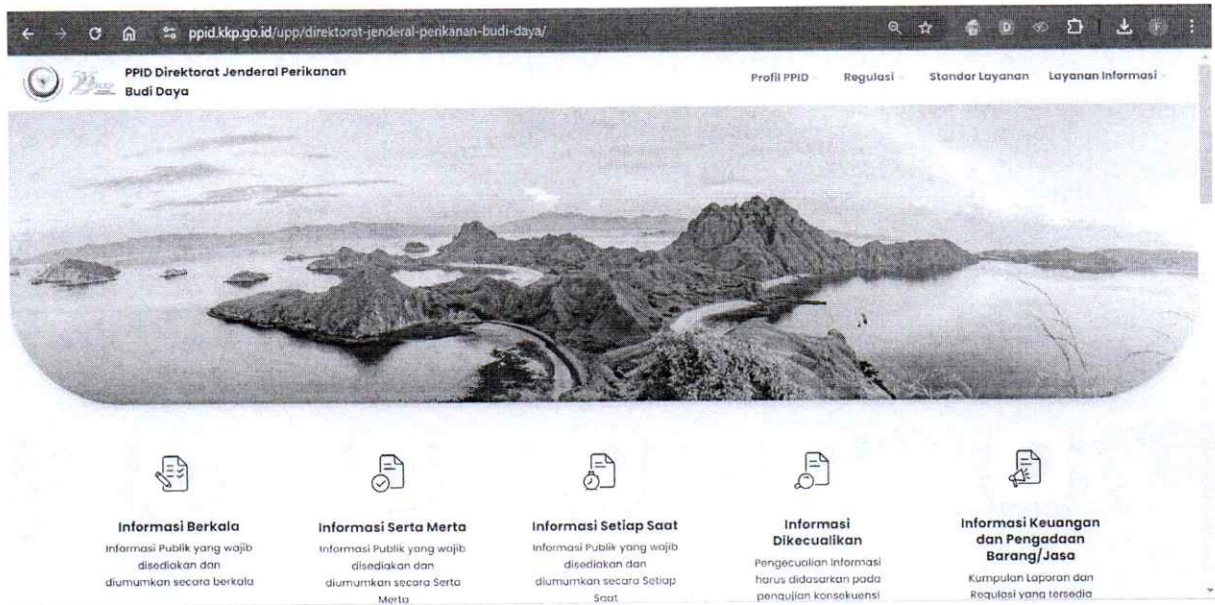 ppid.kkp.go.id/upp/direktorat-jenderal-perikanan-budi-daya/
D
F
PPID Direktorat Jenderal Perikanan
Budi Daya
Profil PPID
Regulasi
Standar Layanan
Layanan Informasi
Informasi Berkala
Informasi Publik yang wajib
disediakan dan
diumumkan secara berkala
Informasi Serta Merta
Informasi Publik yang wajib
disediakan dan
diumumkan secara Serta
Merta
Informasi Setiap Saat
Informasi Publik yang wajib
disediakan dan
diumumkan secara Setiap
Saat
Informasi
Dikecualikan
Pengecualian Informasi
harus didasarkan pada
pengujian konsekuensi
Informasi Keuangan
dan Pengadaan
Barang/Jasa
Kumpulan Laporan dan
Regulasi yang tersedia